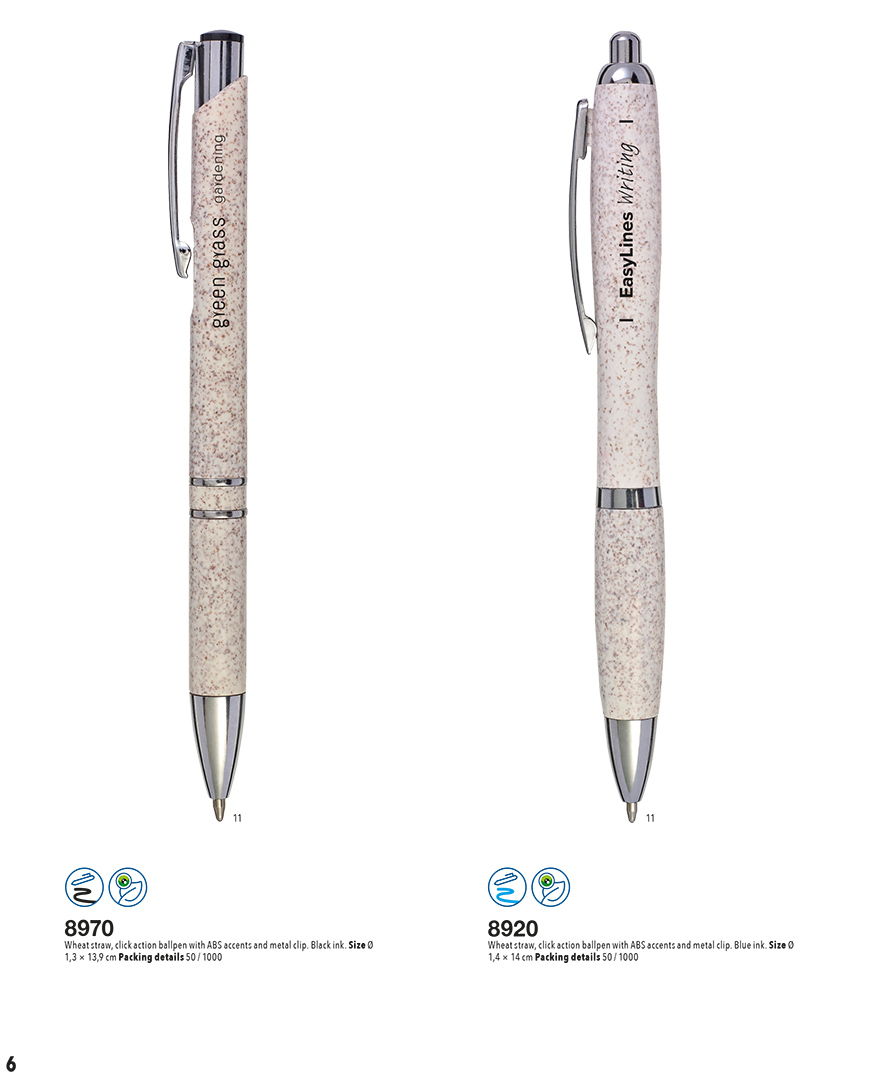 green grass gardening
EasyLines Writing
11
11
8970
Wheat straw, click action ballpen with ABS accents and metal clip. Black ink. Size Ø
1,3 × 13,9 cm Packing details 50 / 1000
8920
Wheat straw, click action ballpen with ABS accents and metal clip. Blue ink. Size Ø
1,4 × 14 cm Packing details 50 / 1000
6